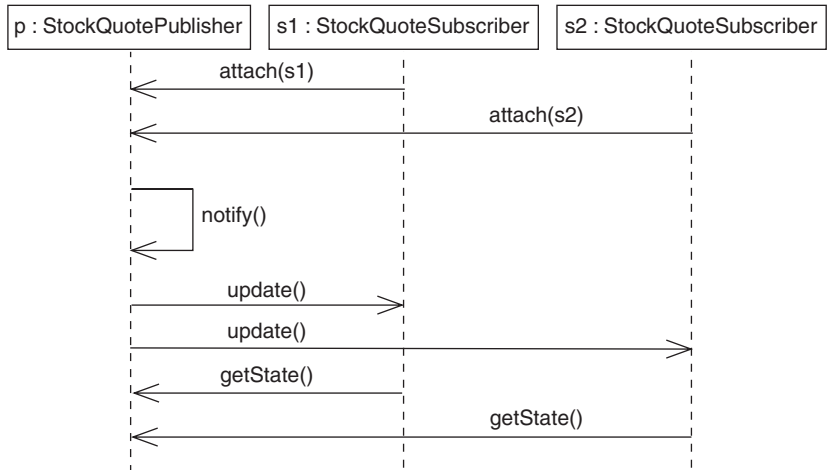 p : StockQuotePublisher
s1 : StockQuoteSubscriber
s2 : StockQuoteSubscriber
attach(s1)
attach(s2)
notify()
update()
update()
getState()
getState()